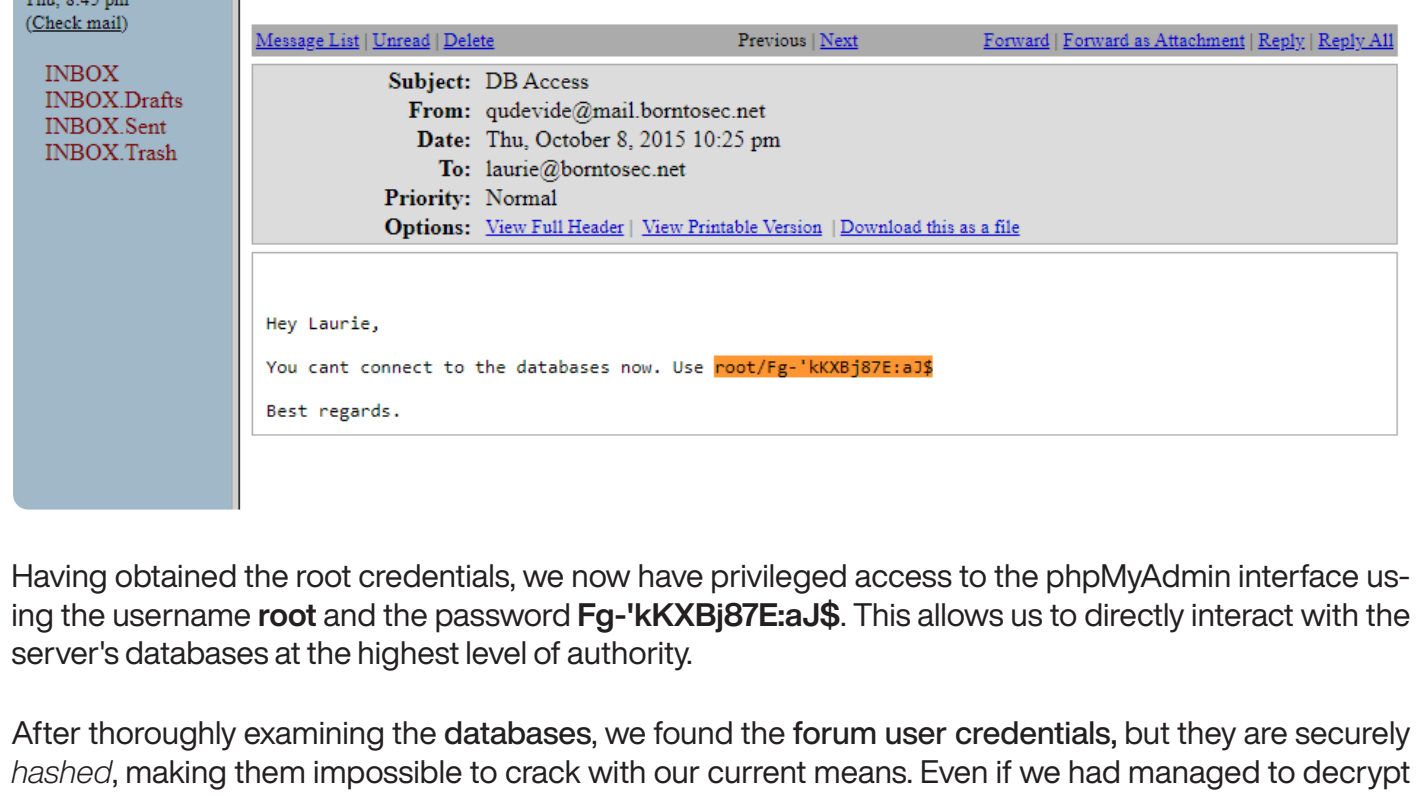 Thu, 8:45 pm
(Check mail)
INBOX
INBOX.Drafts
INBOX.Sent
INBOX.Trash
Message List | Unread | Delete Previous | Next Forward | Forward as Attachment | Reply | Reply All
Subject: DB Access
From: qudevide@mail.borntosec.net
Date: Thu, October 8, 2015 10:25 pm
To: laurie@borntosec.net
Priority: Normal
Options: View Full Header | View Printable Version | Download this as a file
Hey Laurie,
You cant connect to the databases now. Use root/Fg-'kKXBj87E:aJ$
Best regards.
Having obtained the root credentials, we now have privileged access to the phpMyAdmin interface us-
ing the username root and the password Fg-'kKXBj87E:aJ$. This allows us to directly interact with the
server's databases at the highest level of authority.
After thoroughly examining the databases, we found the forum user credentials, but they are securely
hashed, making them impossible to crack with our current means. Even if we had managed to decrypt